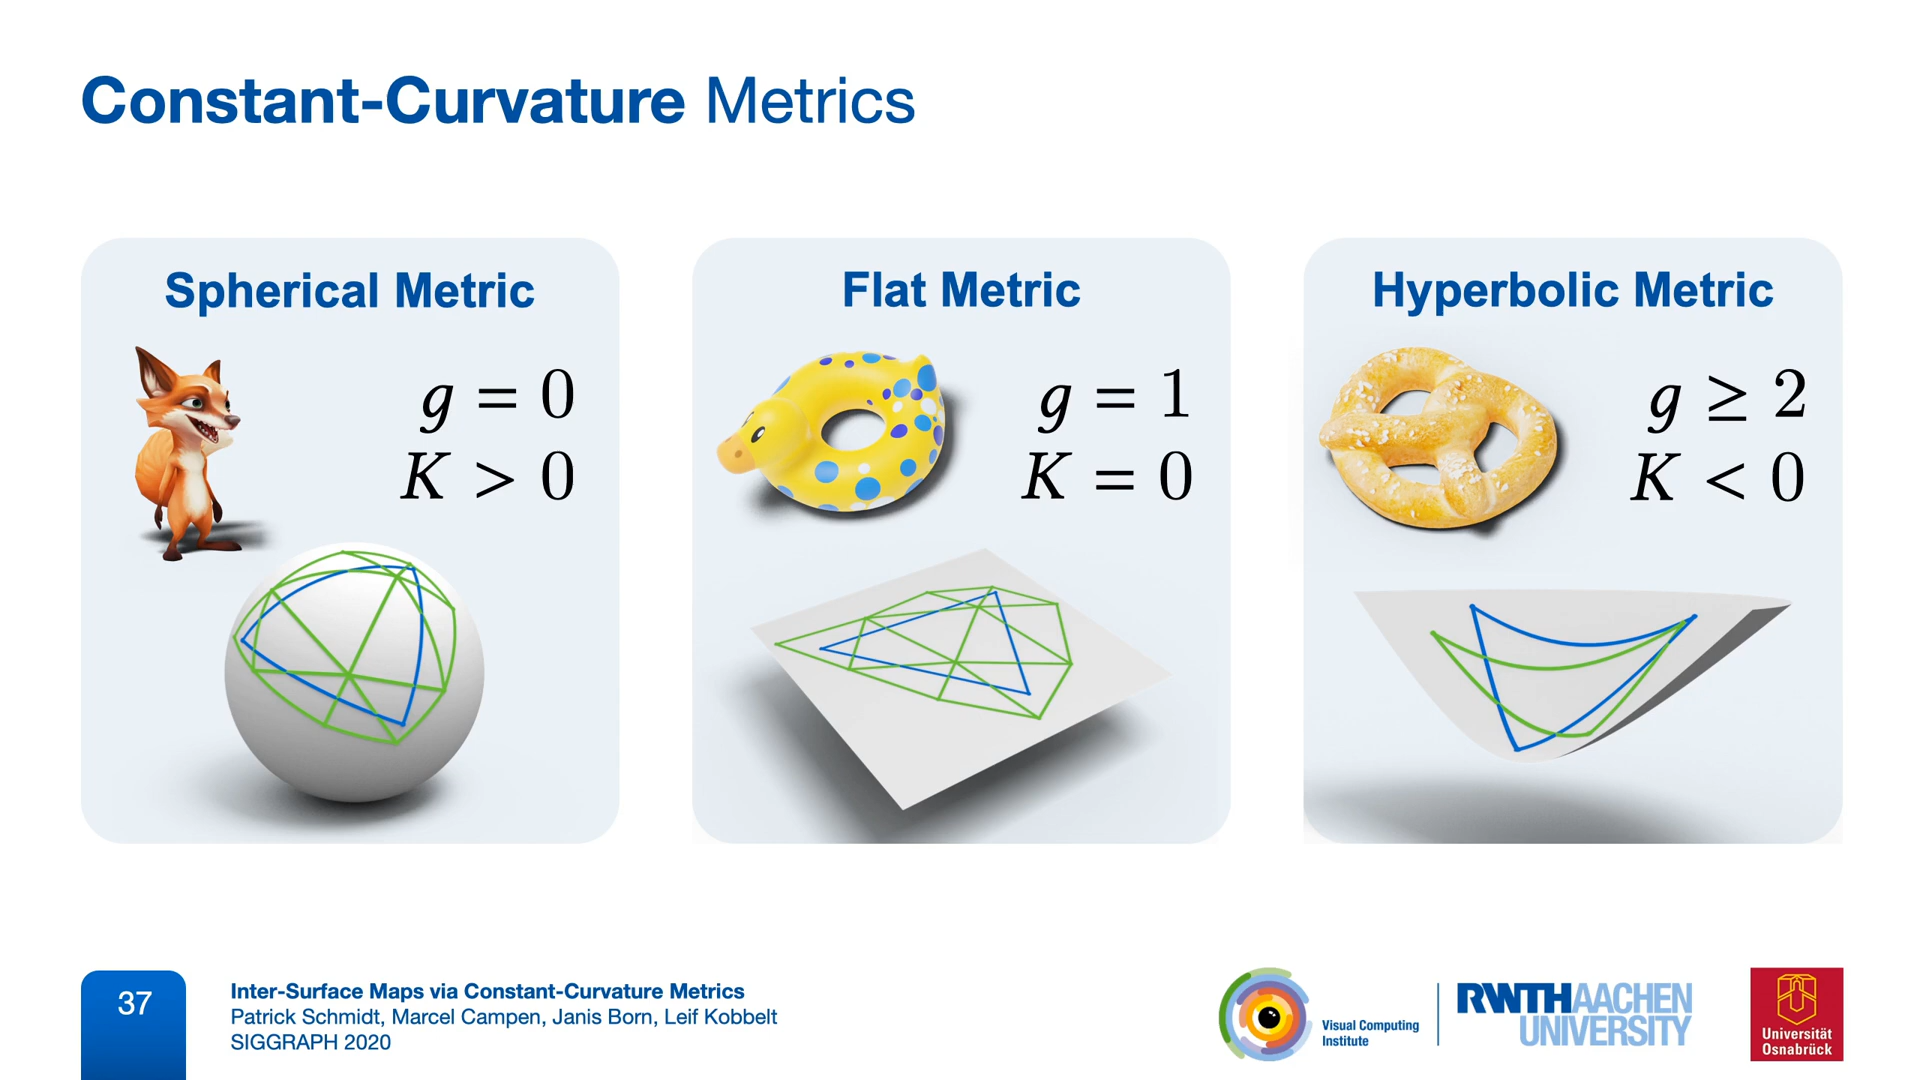 Constant-Curvature Metrics
Spherical Metric
g = 0
K > 0
Flat Metric
g = 1
K = 0
Hyperbolic Metric
g ≥ 2
K < 0
37
Inter-Surface Maps via Constant-Curvature Metrics
Patrick Schmidt, Marcel Campen, Janis Born, Leif Kobbelt
SIGGRAPH 2020
Visual Computing
Institute
RWTH AACHEN
UNIVERSITY
Universität
Osnabrück